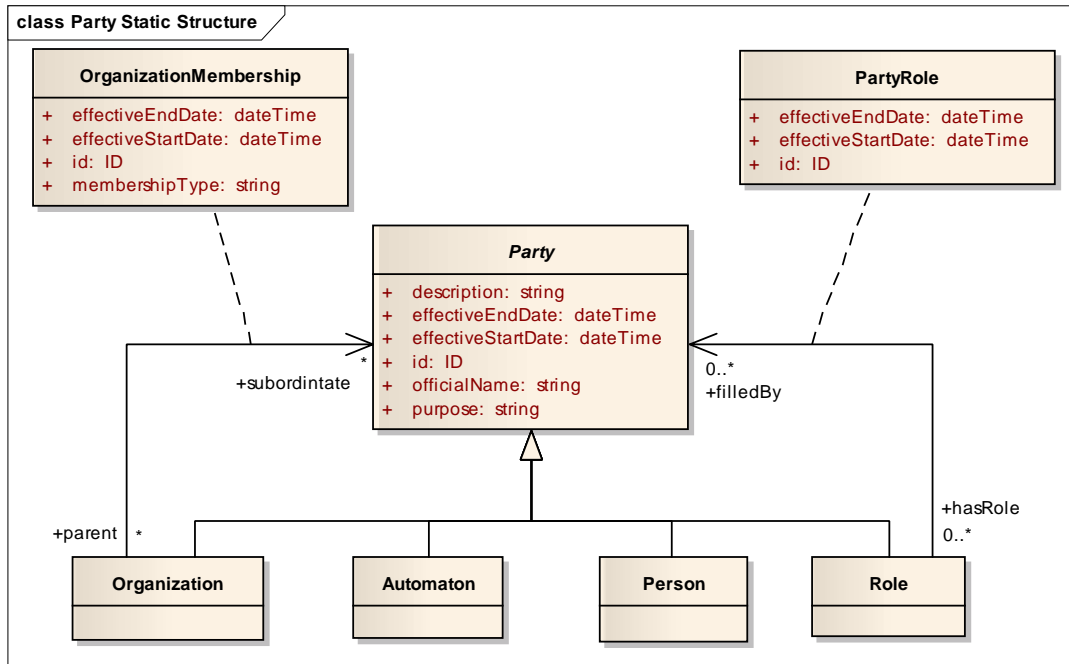 class Party Static Structure
OrganizationMembership
+ effectiveEndDate: dateTime
+ effectiveStartDate: dateTime
+ id: ID
+ membershipType: string
PartyRole
+ effectiveEndDate: dateTime
+ effectiveStartDate: dateTime
+ id: ID
Party
+ description: string
+ effectiveEndDate: dateTime
+ effectiveStartDate: dateTime
+ id: ID
+ officialName: string
+ purpose: string
*
+subordintate
0..*
+filledBy
+parent *
+hasRole
0..*
Organization
Automaton
Person
Role